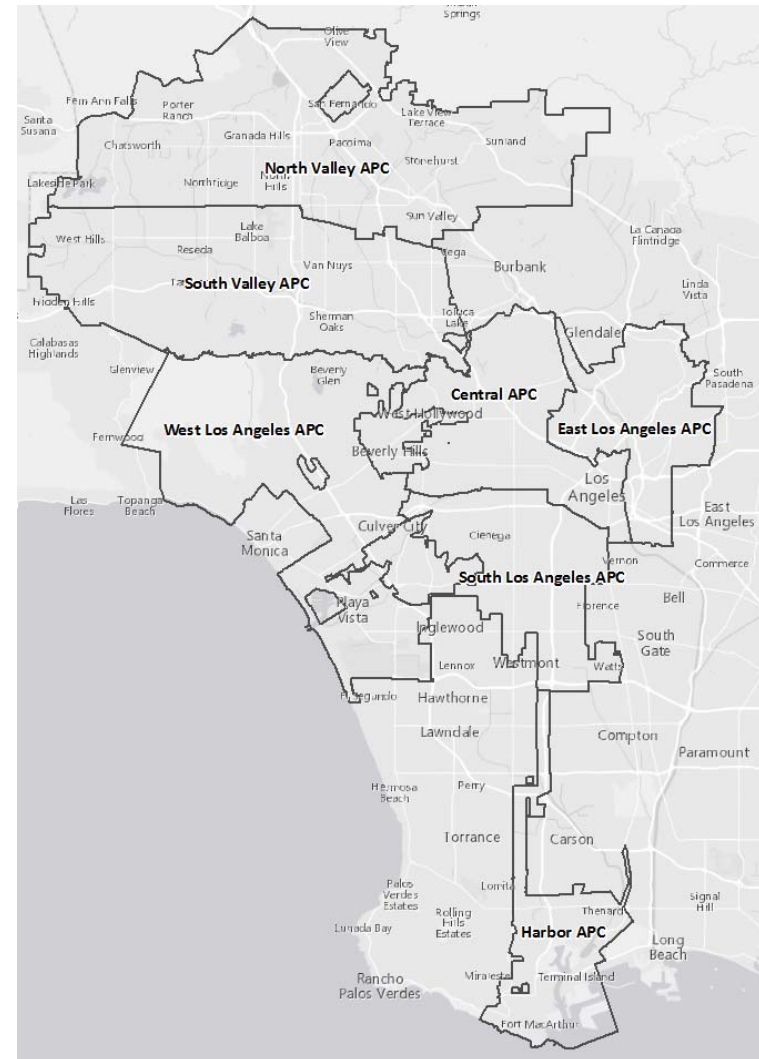 Springs
Olive
View
Fern Ann Falls
Porter
Ranch
San Fernando
Lake View
Terrace
Santa
Susana
Granada Hills
Pacoima
Sunland
Chatsworth
Stonehurst
North Valley APC
Lakeside Park
Northridge
North
Hills
Sun Valley
La Canada
Flintridge
West Hills
Lake
Balboa
Reseda
Van Nuys
Burbank
South Valley APC
Linda
Vista
Hidden Hills
Sherman
Oaks
Toluca
Lake
Glendale
Calabasas
Highlands
Glenview
Beverly
Glen
South
Pasadena
Central APC
West Hollywood
West Los Angeles APC
East Los Angeles APC
Fernwood
Beverly Hills
Los
Angeles
Las
Flores
Topanga
Beach
East
Los Angeles
Santa
Monica
Culver City
Cienega
Vernon
Commerce
South Los Angeles APC
Playa
Vista
Florence
Bell
Inglewood
South
Gate
Lennox
Westmont
Watts
El Segundo
Hawthorne
Lawndale
Compton
Paramount
Hermosa
Beach
Perry
Torrance
Carson
Palos
Verdes
Estates
Lomita
Signal
Hill
Rolling
Hills
Estates
Thenard
Lunada Bay
Harbor APC
Long
Beach
Rancho
Palos Verdes
Miraleste
Terminal Island
Fort MacArthur